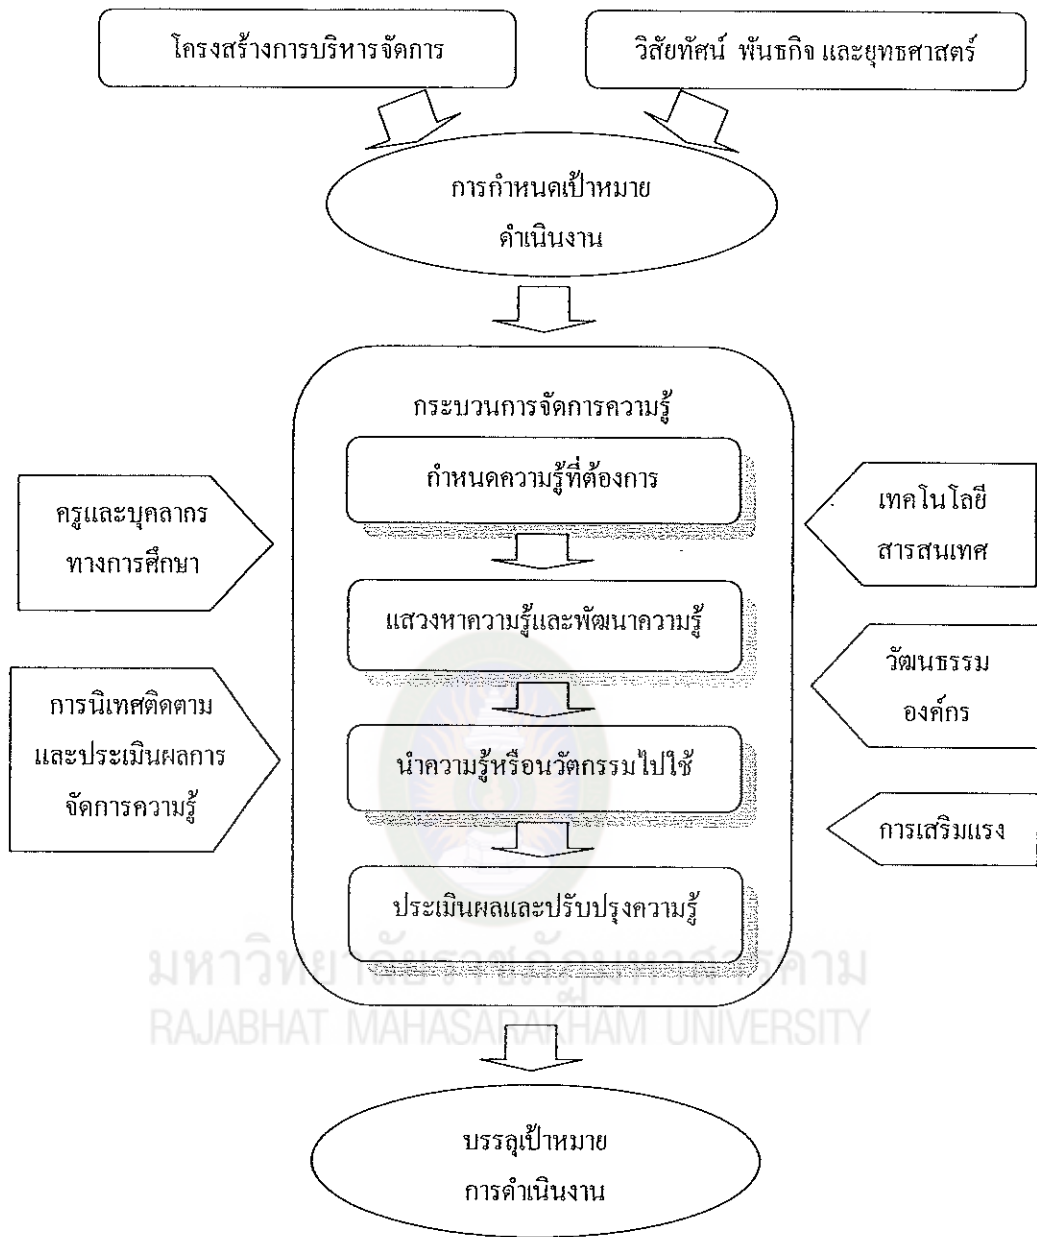 โครงสร้างการบริหารจัดการ
วิสัยทัศน์ พันธกิจ และยุทธศาสตร์
การกำหนดเป้าหมาย
ดำเนินงาน
กระบวนการจัดการความรู้
กำหนดความรู้ที่ต้องการ
ครูและบุคลากร
ทางการศึกษา
เทคโนโลยี
สารสนเทศ
แสวงหาความรู้และพัฒนาความรู้
วัฒนธรรม
องค์กร
การนิเทศติดตาม
และประเมินผลการ
จัดการความรู้
นำความรู้หรือนวัตกรรมไปใช้
การเสริมแรง
ประเมินผลและปรับปรุงความรู้
มหาวิทยาลัยราชภัฏมหาสารคาม
RAJABHAT MAHASARAKHAM UNIVERSITY
บรรลุเป้าหมาย
การดำเนินงาน